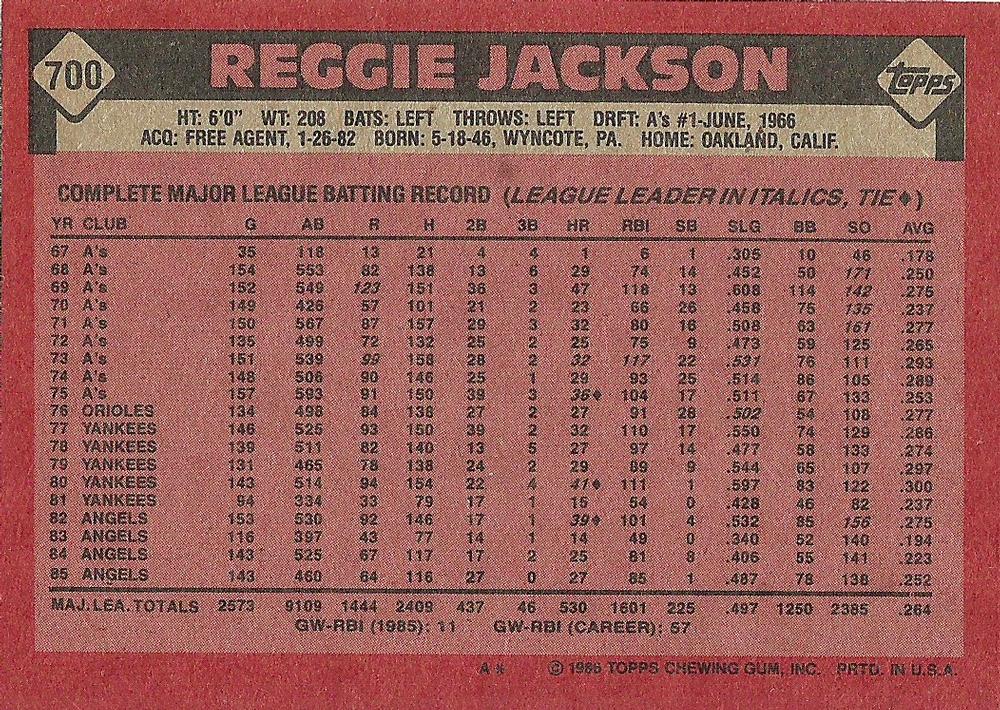 700 REGGIE JACKSON TOPPS
HT: 6'0" WT: 208 BATS: LEFT THROWS: LEFT DRFT: A's #1-JUNE, 1966
ACQ: FREE AGENT, 1-26-82 BORN: 5-18-46, WYNCOTE, PA. HOME: OAKLAND, CALIF.
COMPLETE MAJOR LEAGUE BATTING RECORD (LEAGUE LEADER IN ITALICS, TIE♦)
YR CLUB G AB R H 2B 3B HR RBI SB SLG BB SO AVG
67 A's 35 118 13 21 4 4 1 6 1 .305 10 46 .178
68 A's 154 553 82 138 13 6 29 74 14 .452 50 171 .250
69 A's 152 549 123 151 36 3 47 118 13 .608 114 142 .275
70 A's 149 426 57 101 21 2 23 66 26 .458 75 135 .237
71 A's 150 567 87 157 29 3 32 80 16 .508 63 161 .277
72 A's 135 499 72 132 25 2 25 75 9 .473 59 125 .265
73 A's 151 539 99 158 28 2 32 117 22 .531 76 111 .293
74 A's 148 506 90 146 25 1 29 93 25 .514 86 105 .289
75 A's 157 593 91 150 39 3 36♦ 104 17 .511 67 133 .253
76 ORIOLES 134 498 84 138 27 2 27 91 28 .502 54 108 .277
77 YANKEES 146 525 93 150 39 2 32 110 17 .550 74 129 .286
78 YANKEES 139 511 82 140 13 5 27 97 14 .477 58 133 .274
79 YANKEES 131 465 78 138 24 2 29 89 9 .544 65 107 .297
80 YANKEES 143 514 94 154 22 4 41♦ 111 1 .597 83 122 .300
81 YANKEES 94 334 33 79 17 1 15 54 0 .428 46 82 .237
82 ANGELS 153 530 92 146 17 1 39♦ 101 4 .532 85 156 .275
83 ANGELS 116 397 43 77 14 1 14 49 0 .340 52 140 .194
84 ANGELS 143 525 67 117 17 2 25 81 8 .406 55 141 .223
85 ANGELS 143 460 64 116 27 0 27 85 1 .487 78 138 .252
MAJ. LEA. TOTALS 2573 9109 1444 2409 437 46 530 1601 225 .497 1250 2385 .264
GW-RBI (1985): 11 GW-RBI (CAREER): 57
A * © 1986 TOPPS CHEWING GUM, INC. PRTD. IN U.S.A.